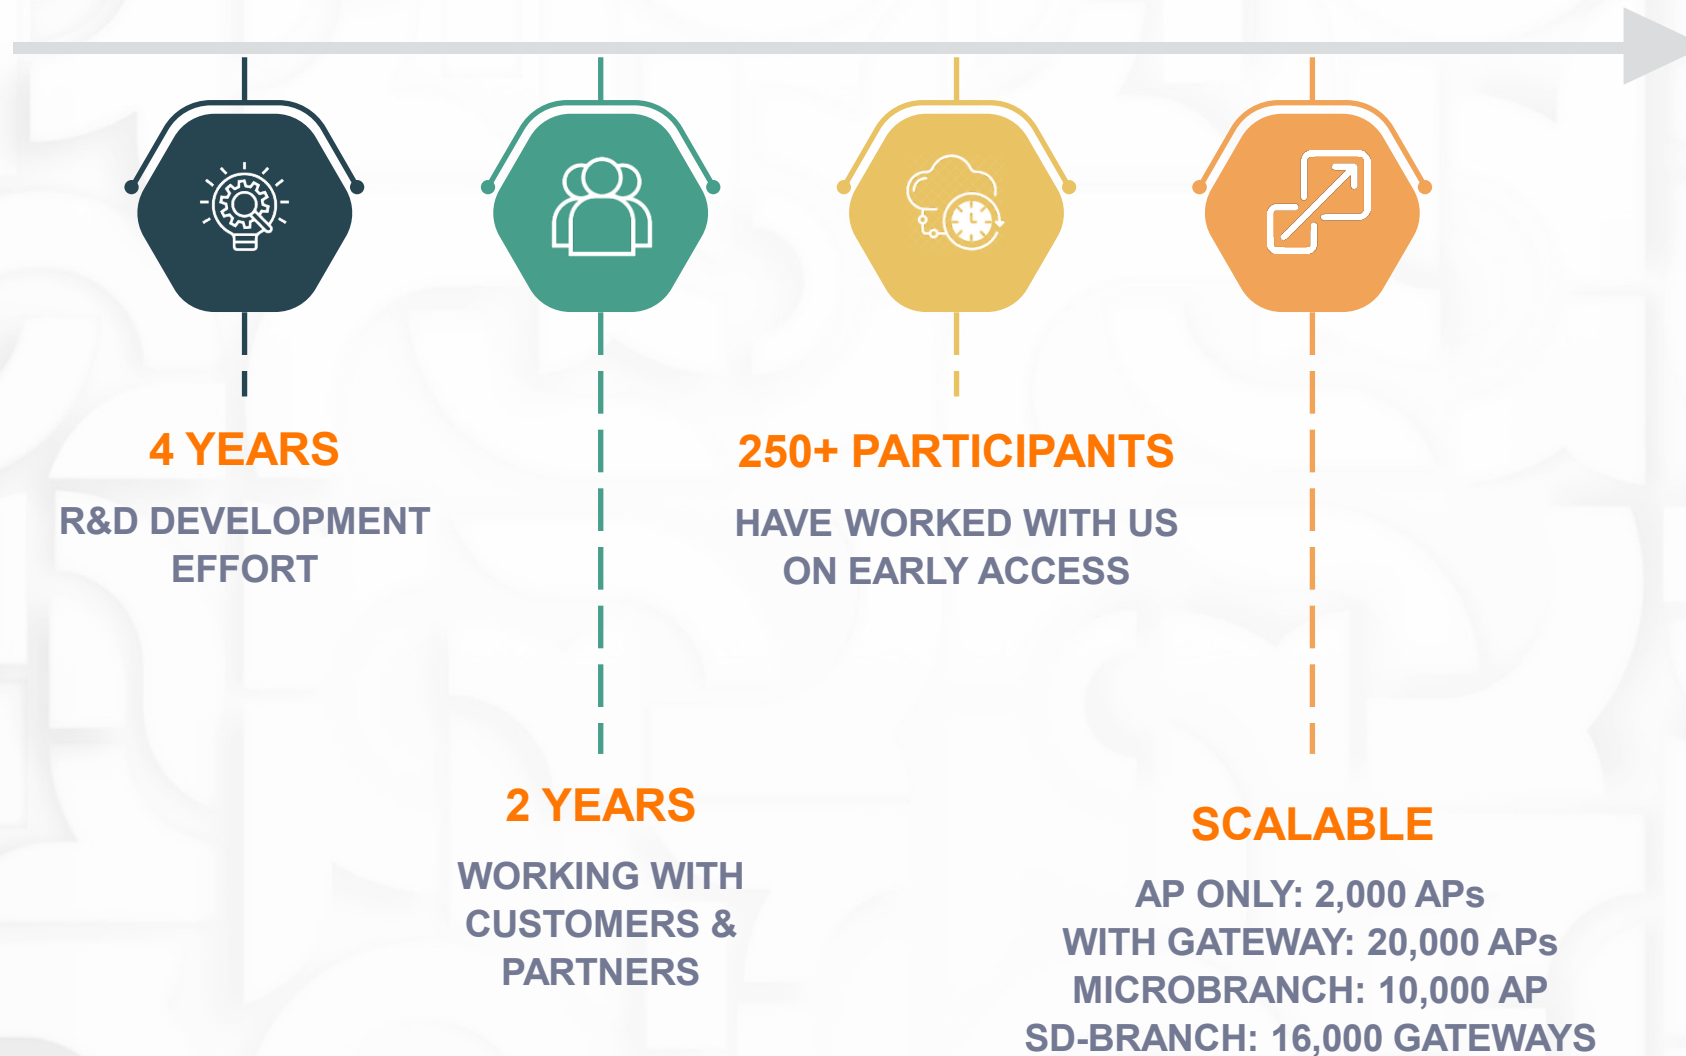 4 YEARS
R&D DEVELOPMENT
EFFORT
2 YEARS
WORKING WITH
CUSTOMERS &
PARTNERS
250+ PARTICIPANTS
HAVE WORKED WITH US
ON EARLY ACCESS
SCALABLE
AP ONLY: 2,000 APs
WITH GATEWAY: 20,000 APs
MICROBRANCH: 10,000 AP
SD-BRANCH: 16,000 GATEWAYS